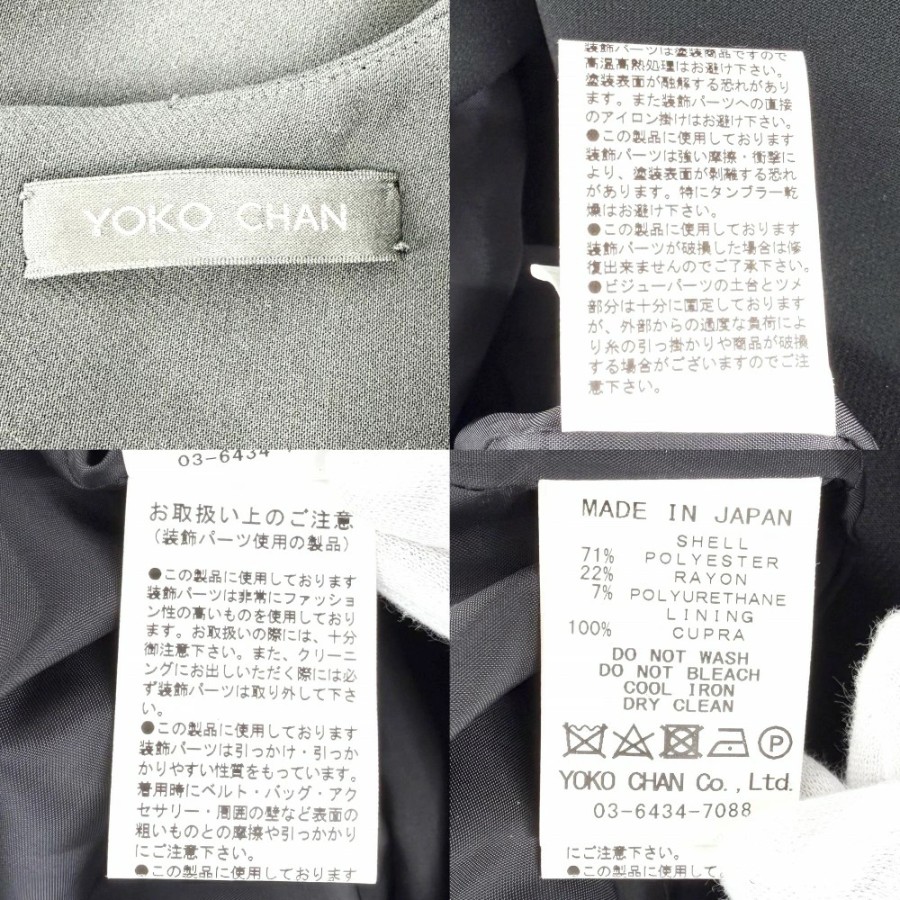 YOKO CHAN
装飾パーツは塗装商品ですので
高温高熱処理はお避け下さい。
塗装表面が融解する恐れがあり
ます。また装飾パーツへの直接
のアイロン掛けはお避け下さい。
●この製品に使用しております
装飾パーツは強い摩擦・衝撃に
より、塗装表面が剥離する恐れ
があります。特にタンブラー乾
燥はお避け下さい。
●この製品に使用しております
装飾パーツが破損した場合は修
復出来ませんのでご了承下さい。
●ビジューパーツの土台とツメ
部分は十分に固定しております
が、外部からの過度な負荷によ
り糸の引っ掛かりや商品が破損
する場合がございますのでご注
意下さい。
03-6434
お取扱い上のご注意
(装飾パーツ使用の製品)
●この製品に使用しております
装飾パーツは非常にファッション
性の高いものを使用しており
ます。お取扱いの際には、十分
御注意下さい。また、クリーニ
ングにお出しいただく際には必
ず装飾パーツは取り外して下さ
い。
●この製品に使用しております
装飾パーツは引っかけ・引っか
かりやすい性質をもっています。
着用時にベルト・バッグ・アク
セサリー・周囲の壁など表面の
粗いものとの摩擦や引っかかり
にご注意下さい。
●この製品に使用しております
MADE IN JAPAN
SHELL
71% POLYESTER
22% RAYON
7% POLYURETHANE
LINING
100% CUPRA
DO NOT WASH
DO NOT BLEACH
COOL IRON
DRY CLEAN
P
YOKO CHAN Co., Ltd.
03-6434-7088
にご注意下さい。
●この製品に使用しております